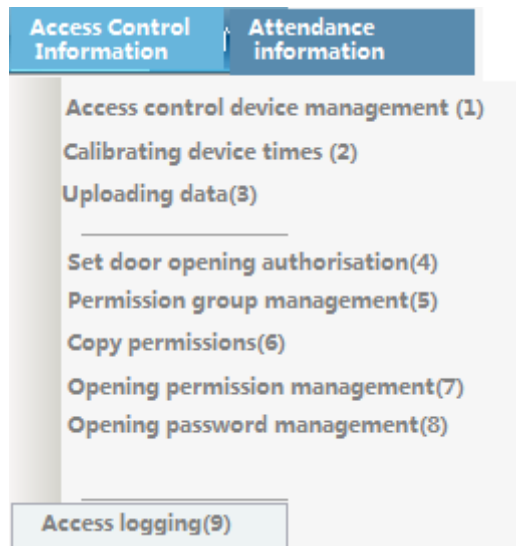 Access Control
Information
Attendance
information
Access control device management (1)
Calibrating device times (2)
Uploading data(3)
Set door opening authorisation(4)
Permission group management(5)
Copy permissions(6)
Opening permission management(7)
Opening password management(8)
Access logging(9)